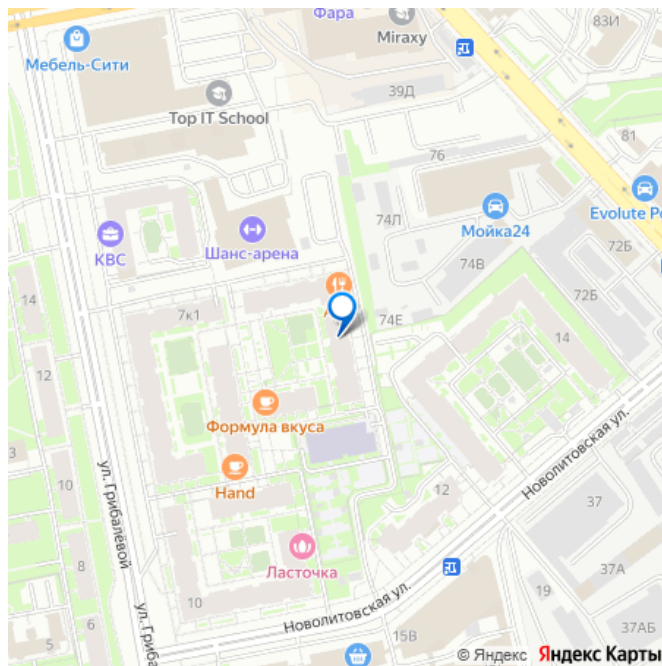 Фара
83И
Miraxy
Мебель-Сити
39Д
Top IT School
81
76
Evolute
74Л
Мойка24
КВС
Шанс-арена
72Б
74В
14
72Б
7к1
74Е
14
12
Формула вкуса
Новолитовская ул.
3
ул. Грибалёвой
10
Hand
12
37
8
Ласточка
37А
19
10
6
ул. Гриба
Новолитовская ул.
5
15В
37АБ
© Яндекс Яндекс Карты